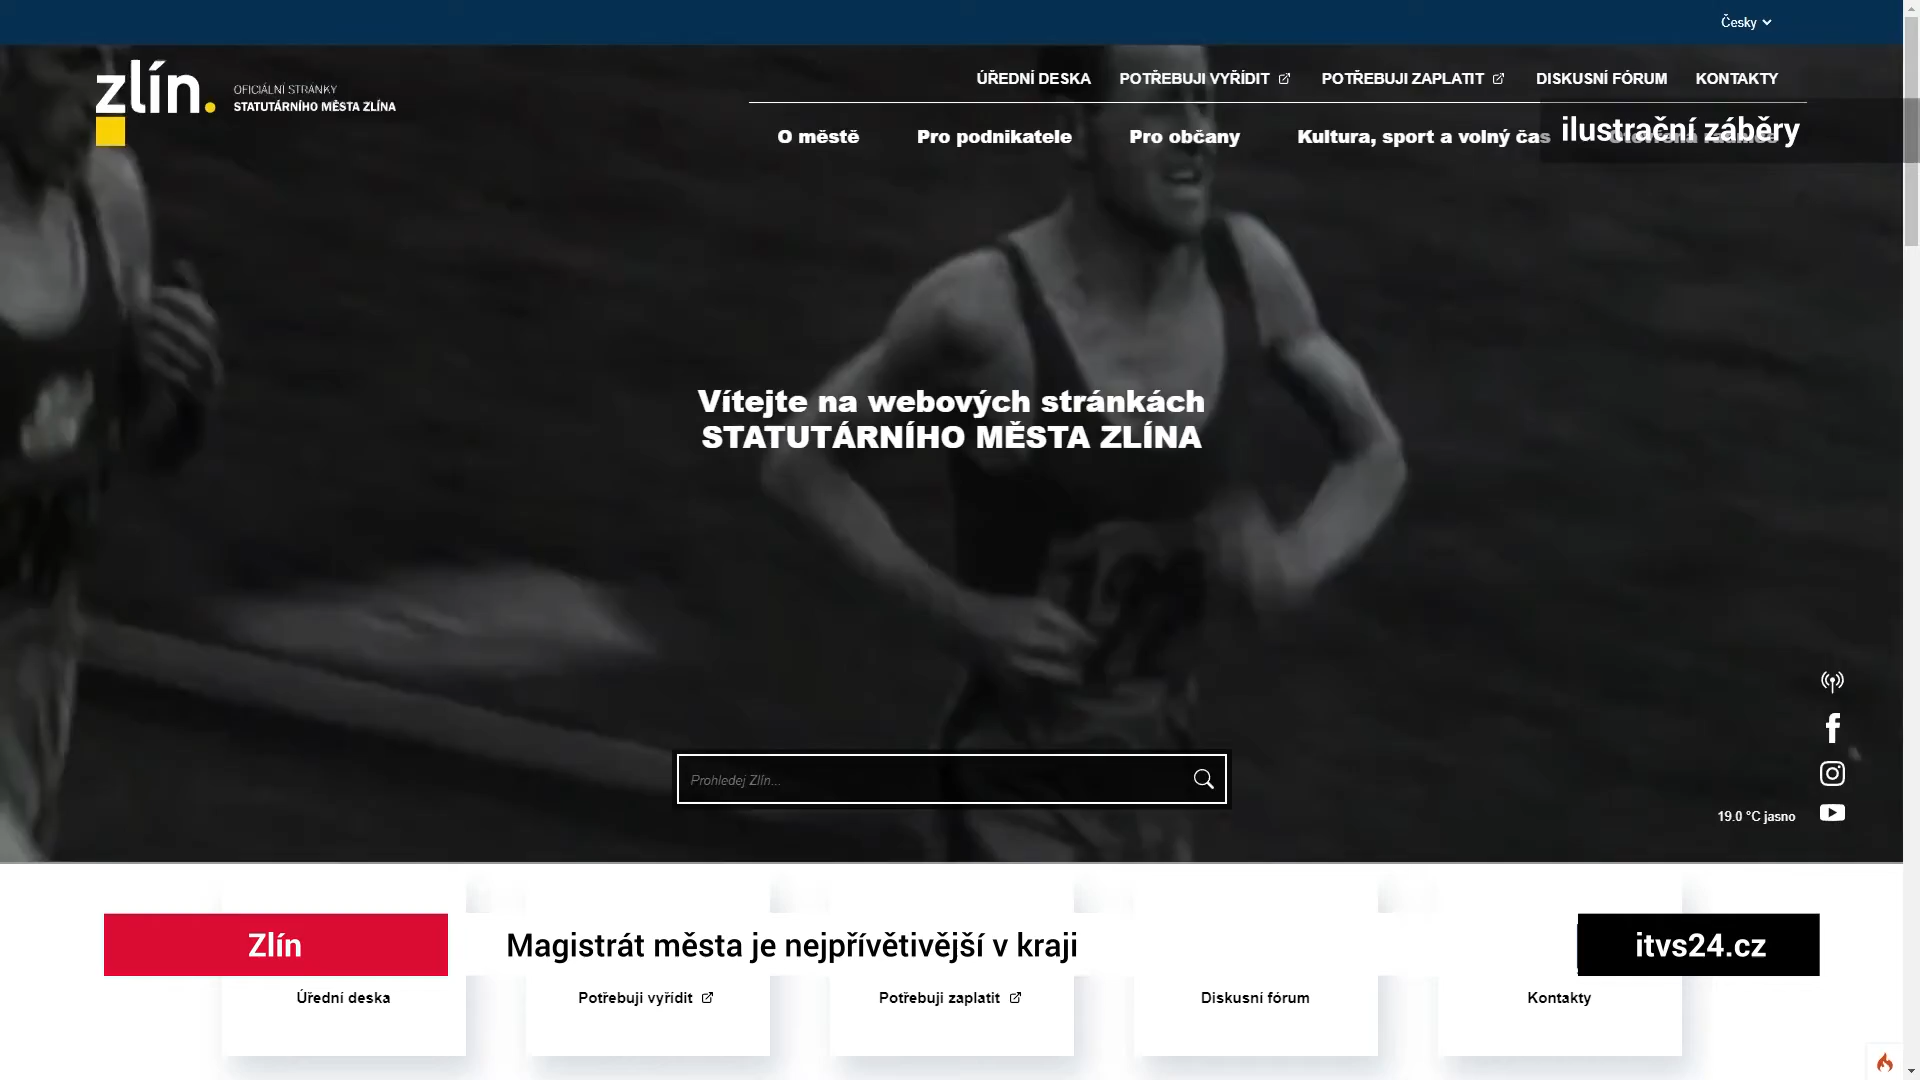 Česky
zlín.
OFICIÁLNÍ STRÁNKY
STATUTÁRNÍHO MĚSTA ZLÍNA
ÚŘEDNÍ DESKA
POTŘEBUJI VYŘÍDIT
POTŘEBUJI ZAPLATIT
DISKUSNÍ FÓRUM
KONTAKTY
O městě
Pro podnikatele
Pro občany
Kultura, sport a volný čas
ilustrační záběry
Vítejte na webových stránkách
STATUTÁRNÍHO MĚSTA ZLÍNA
Prohledej Zlín...
19.0 °C jasno
Zlín
Magistrát města je nejpřívětivější v kraji
itvs24.cz
Úřední deska
Potřebuji vyřídit
Potřebuji zaplatit
Diskusní fórum
Kontakty